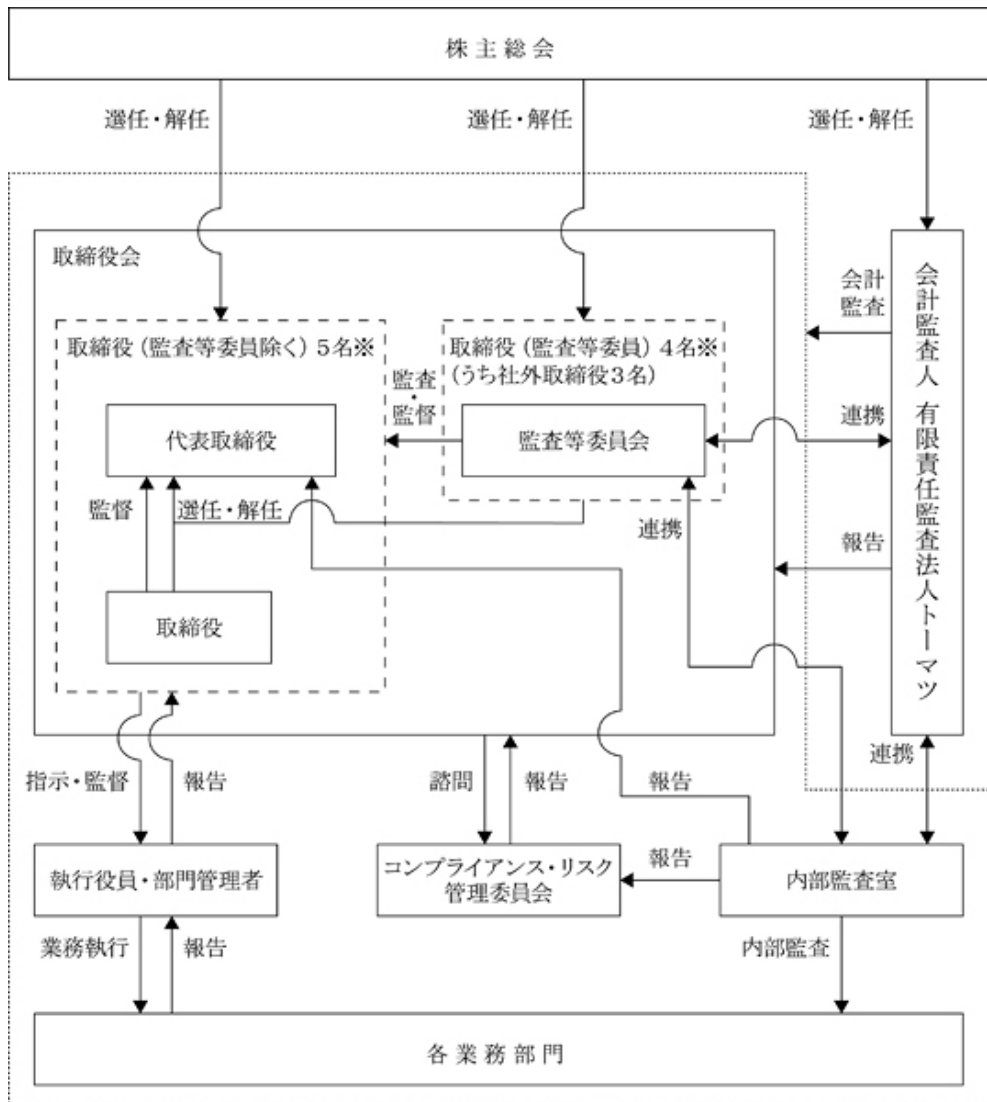 株主総会
選任・解任
選任・解任
選任・解任
取締役会
取締役（監査等委員除く）5名※
取締役（監査等委員）4名※
（うち社外取締役3名）
監査
・
監督
代表取締役
監査等委員会
監督
選任・解任
取締役
連携
会計
監査
連携
報告
会計監査人 有限責任監査法人トーマツ
連携
指示・監督
報告
諮問
報告
報告
執行役員・部門管理者
コンプライアンス・リスク
管理委員会
報告
内部監査室
業務執行
報告
内部監査
各業務部門